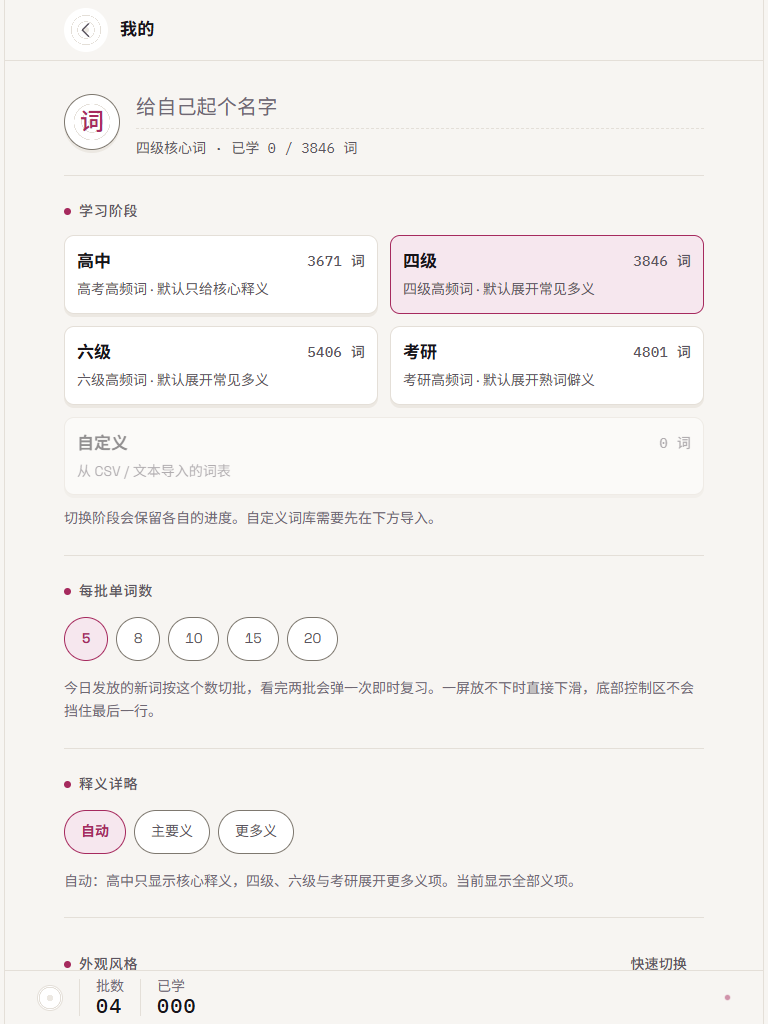 我的
词
给自己起个名字
四级核心词 · 已学 0 / 3846 词
学习阶段
高中 3671 词
高考高频词 · 默认只给核心释义
四级 3846 词
四级高频词 · 默认展开常见多义
六级 5406 词
六级高频词 · 默认展开常见多义
考研 4801 词
考研高频词 · 默认展开熟词僻义
自定义 0 词
从 CSV / 文本导入的词表
切换阶段会保留各自的进度。自定义词库需要先在下方导入。
每批单词数
5 8 10 15 20
今日发放的新词按这个数切批，看完两批会弹一次即时复习。一屏放不下时直接下滑，底部控制区不会
挡住最后一行。
释义详略
自动 主要义 更多义
自动：高中只显示核心释义，四级、六级与考研展开更多义项。当前显示全部义项。
外观风格 快速切换
批数 已学
04 000